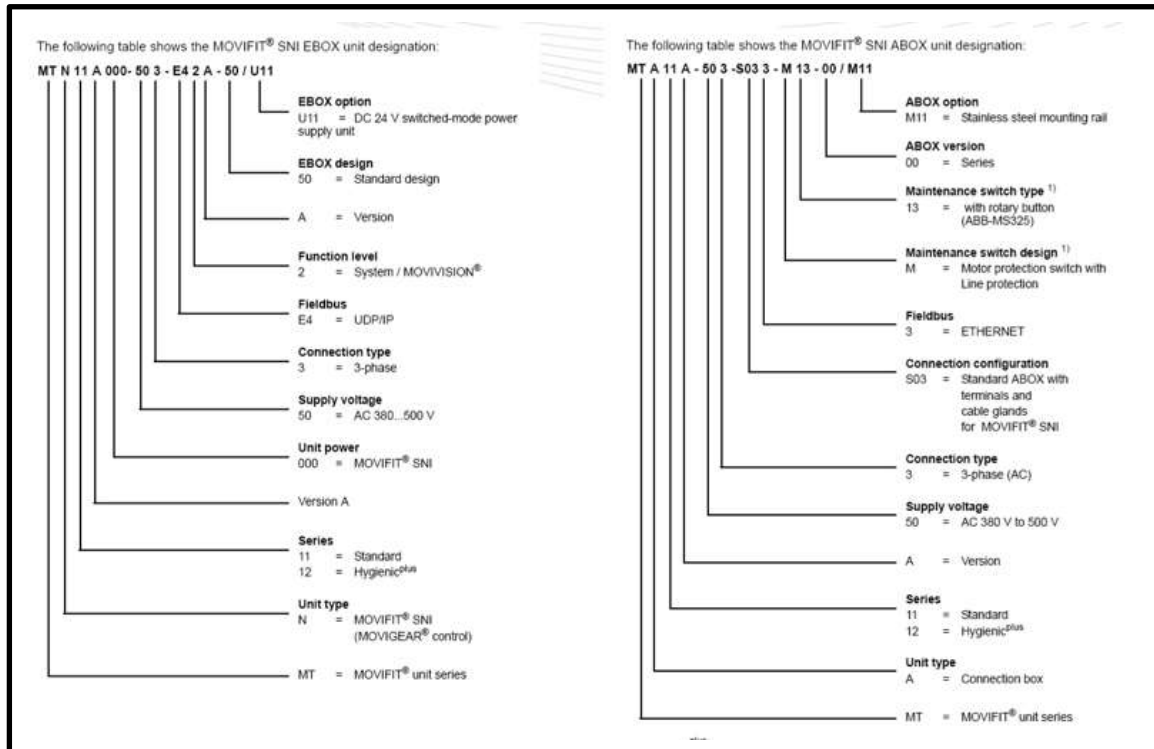 The following table shows the MOVIFIT® SNI EBOX unit designation:
MT N 11 A 000- 50 3 - E4 2 A - 50 / U11
EBOX option
U11 = DC 24 V switched-mode power
supply unit
EBOX design
50 = Standard design
A = Version
Function level
2 = System / MOVIVISION®
Fieldbus
E4 = UDP/IP
Connection type
3 = 3-phase
Supply voltage
50 = AC 380...500 V
Unit power
000 = MOVIFIT® SNI
Version A
Series
11 = Standard
12 = Hygienicplus
Unit type
N = MOVIFIT® SNI
(MOVIGEAR® control)
MT = MOVIFIT® unit series
The following table shows the MOVIFIT® SNI ABOX unit designation:
MT A 11 A - 50 3 -S03 3 - M 13 - 00 / M11
ABOX option
M11 = Stainless steel mounting rail
ABOX version
00 = Series
Maintenance switch type 1)
13 = with rotary button
(ABB-MS325)
Maintenance switch design 1)
M = Motor protection switch with
Line protection
Fieldbus
3 = ETHERNET
Connection configuration
S03 = Standard ABOX with
terminals and
cable glands
for MOVIFIT® SNI
Connection type
3 = 3-phase (AC)
Supply voltage
50 = AC 380 V to 500 V
A = Version
Series
11 = Standard
12 = Hygienicplus
Unit type
A = Connection box
MT = MOVIFIT® unit series